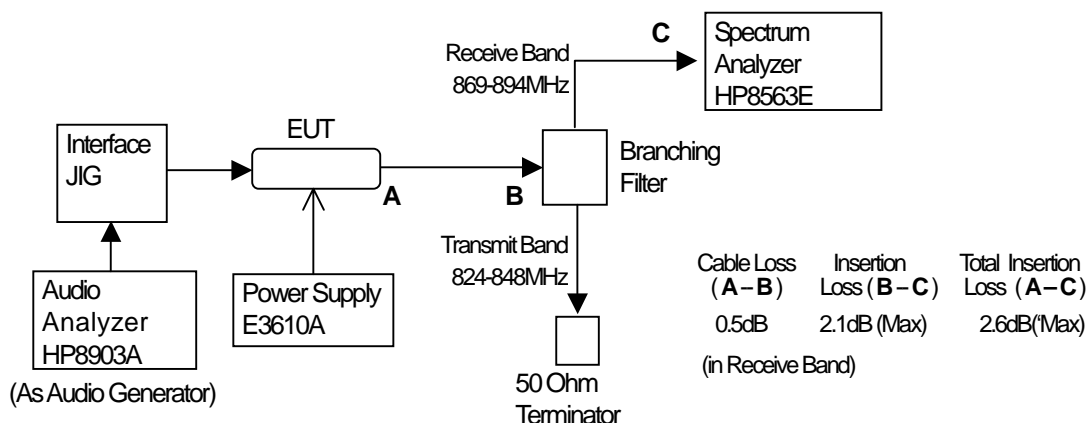 C
Spectrum
Analyzer
HP8563E
Receive Band
869-894MHz
Interface
JIG
EUT
A
B
Branching
Filter
Transmit Band
824-848MHz
Audio
Analyzer
HP8903A
(As Audio Generator)
Power Supply
E3610A
50 Ohm
Terminator
Cable Loss
(A–B)
Insertion
Loss (B–C)
Total Insertion
Loss (A–C)
0.5dB
2.1dB (Max)
2.6dB(‘Max)
(in Receive Band)